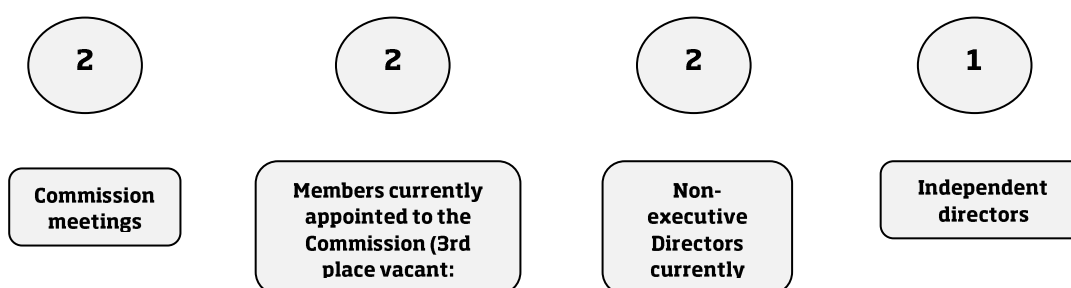 2
2
2
1
Commission
meetings
Members currently
appointed to the
Commission (3rd
place vacant:
Non-
executive
Directors
currently
Independent
directors